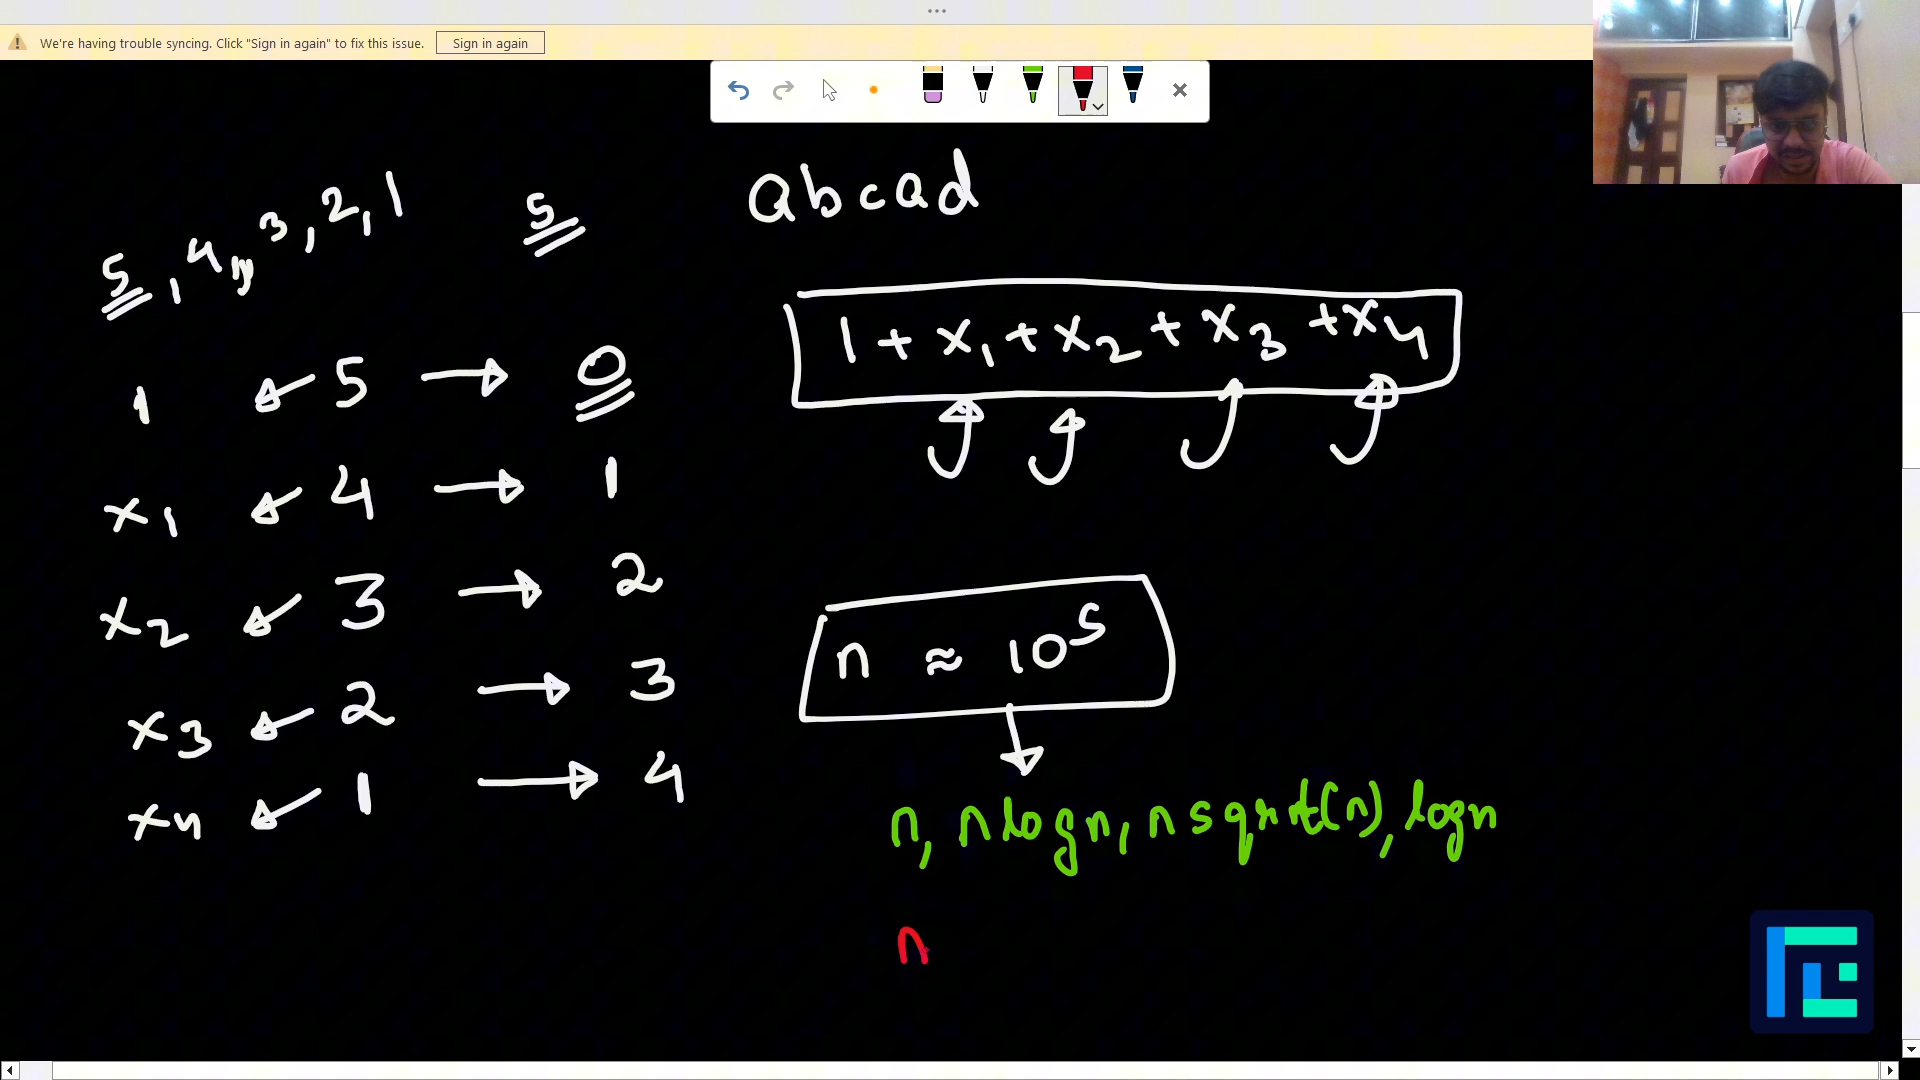 We're having trouble syncing. Click "Sign in again" to fix this issue. Sign in again
5, 4, 3, 2, 1
5
abcad
1 + x1 + x2 + x3 + x4
1 ← 5 → 0
x1 ← 4 → 1
x2 ← 3 → 2
x3 ← 2 → 3
x4 ← 1 → 4
n ≈ 10^5
n, n logn, n sqrt(n), logn
n